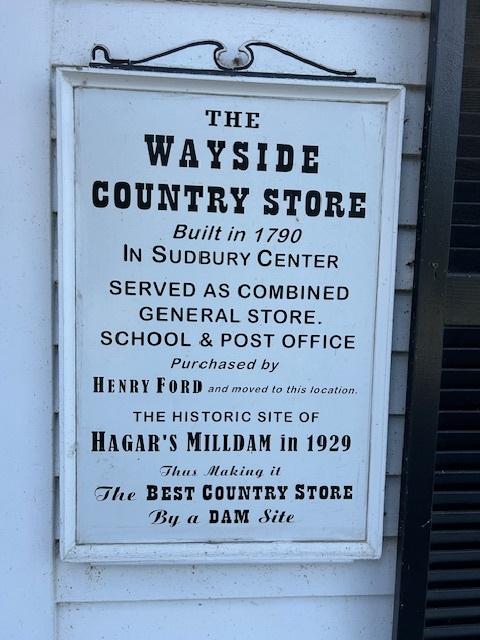 THE
WAYSIDE
COUNTRY STORE
Built in 1790
IN SUDBURY CENTER
SERVED AS COMBINED
GENERAL STORE.
SCHOOL & POST OFFICE
Purchased by
HENRY FORD and moved to this location.
THE HISTORIC SITE OF
HAGAR'S MILLDAM in 1929
Thus Making it
The BEST COUNTRY STORE
By a DAM Site